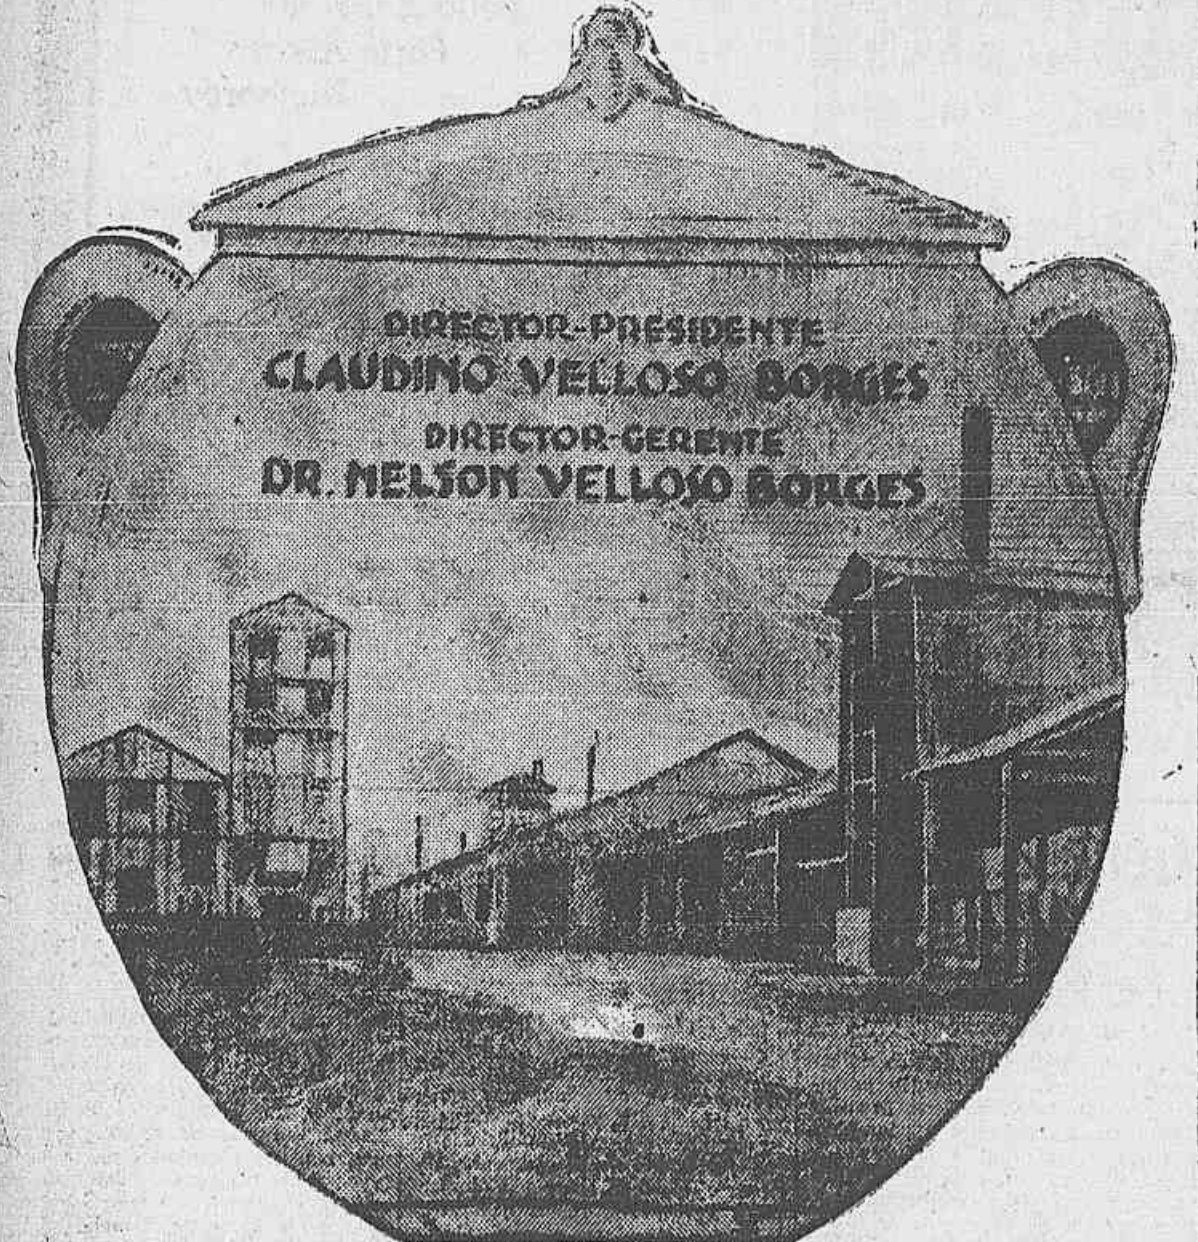 DIRECTOR-PRESIDENTE
CLAUDINO VELLOSO BORGES
DIRECTOR-GERENTE
DR. NELSON VELLOSO BORGES